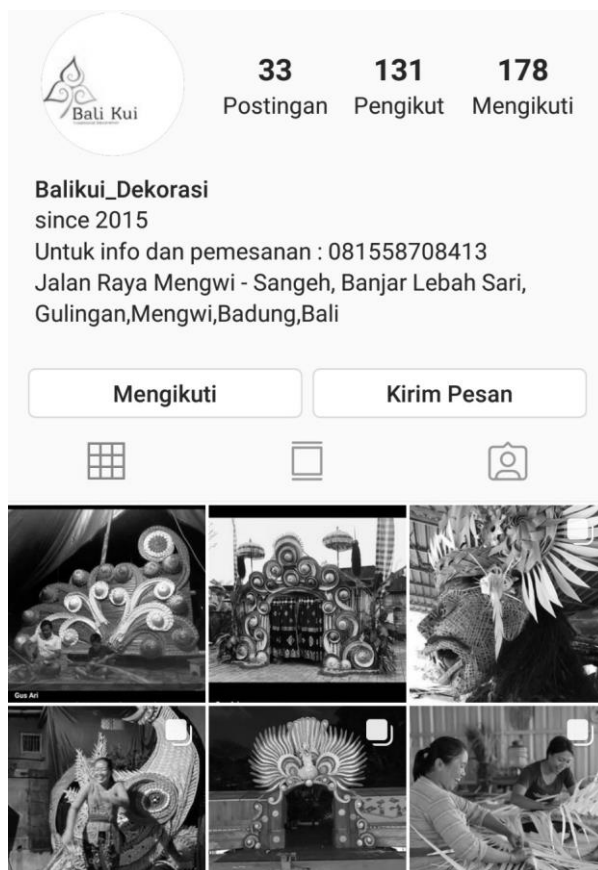 Bali Kui
33
131
178
Postingan
Pengikut
Mengikuti
Balikui_Dekorasi
since 2015
Untuk info dan pemesanan : 081558708413
Jalan Raya Mengwi - Sangeh, Banjar Lebah Sari,
Gulingan,Mengwi,Badung,Bali
Mengikuti
Kirim Pesan
Gus Ari